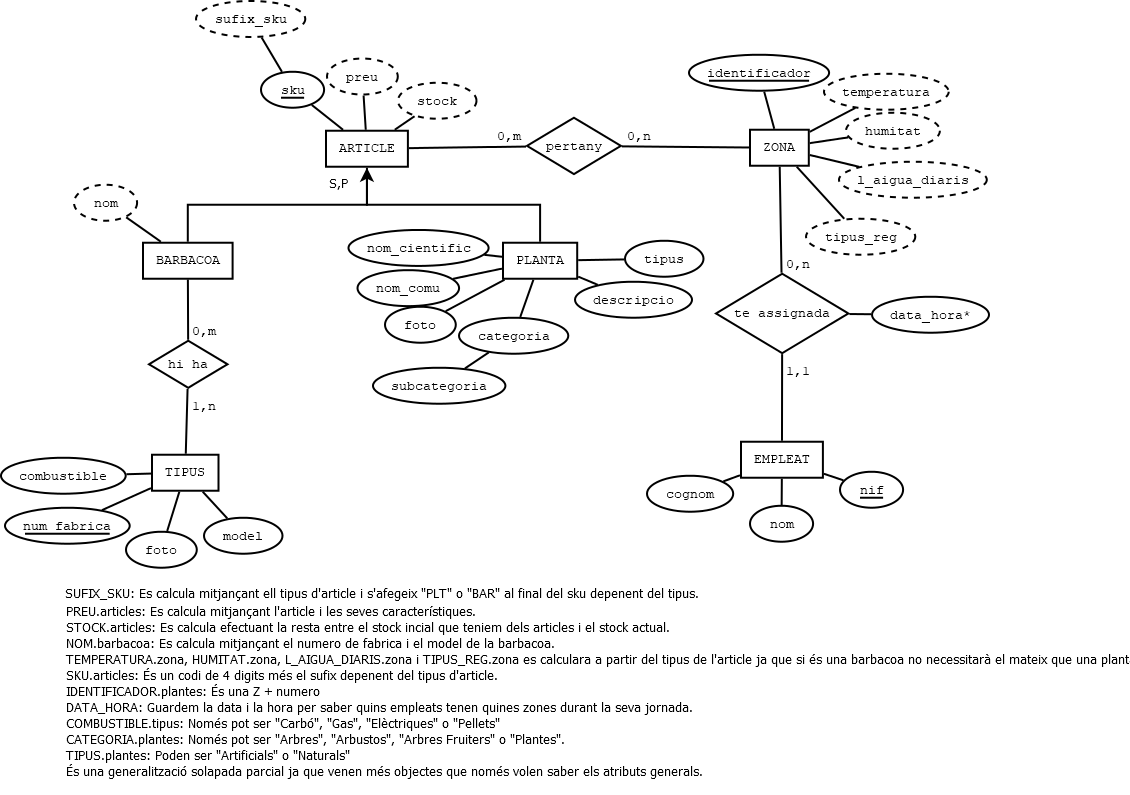 sufix_sku
sku
preu
stock
ARTICLE
0,m
pertany
0,n
identificador
temperatura
humitat
l_aigua_diaris
tipus_reg
ZONA
S,P
nom
BARBACOA
nom_cientific
nom_comu
foto
PLANTA
tipus
descripcio
categoria
subcategoria
0,n
te assignada
data_hora*
1,1
0,m
hi ha
1,n
TIPUS
combustible
num_fabrica
foto
model
EMPLEAT
cognom
nom
nif
SUFIX_SKU: Es calcula mitjançant ell tipus d'article i s'afegeix "PLT" o "BAR" al final del sku depenent del tipus.
PREU.articles: Es calcula mitjançant l'article i les seves característiques.
STOCK.articles: Es calcula efectuant la resta entre el stock incial que teniem dels articles i el stock actual.
NOM.barbacoa: Es calcula mitjançant el numero de fabrica i el model de la barbacoa.
TEMPERATURA.zona, HUMITAT.zona, L_AIGUA_DIARIS.zona i TIPUS_REG.zona es calculara a partir del tipus de l'article ja que si és una barbacoa no necessitarà el mateix que una plant
SKU.articles: És un codi de 4 digits més el sufix depenent del tipus d'article.
IDENTIFICADOR.plantes: És una Z + numero
DATA_HORA: Guardem la data i la hora per saber quins empleats tenen quines zones durant la seva jornada.
COMBUSTIBLE.tipus: Només pot ser "Carbó", "Gas", "Elèctriques" o "Pellets"
CATEGORIA.plantes: Només pot ser "Arbres", "Arbustos", "Arbres Fruiters" o "Plantes".
TIPUS.plantes: Poden ser "Artificials" o "Naturals"
És una generalització solapada parcial ja que venen més objectes que només volen saber els atributs generals.